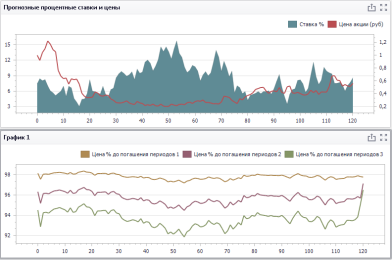 Прогнозные процентные ставки и цены
Ставка % Цена акции (руб)
15 1,2
12 1
9 0,8
0,6
6 0,4
3 0,2
0 10 20 30 40 50 60 70 80 90 100 110 120
График 1
Цена % до погашения периодов 1 Цена % до погашения периодов 2 Цена % до погашения периодов 3
98
96
94
92
0 10 20 30 40 50 60 70 80 90 100 110 120